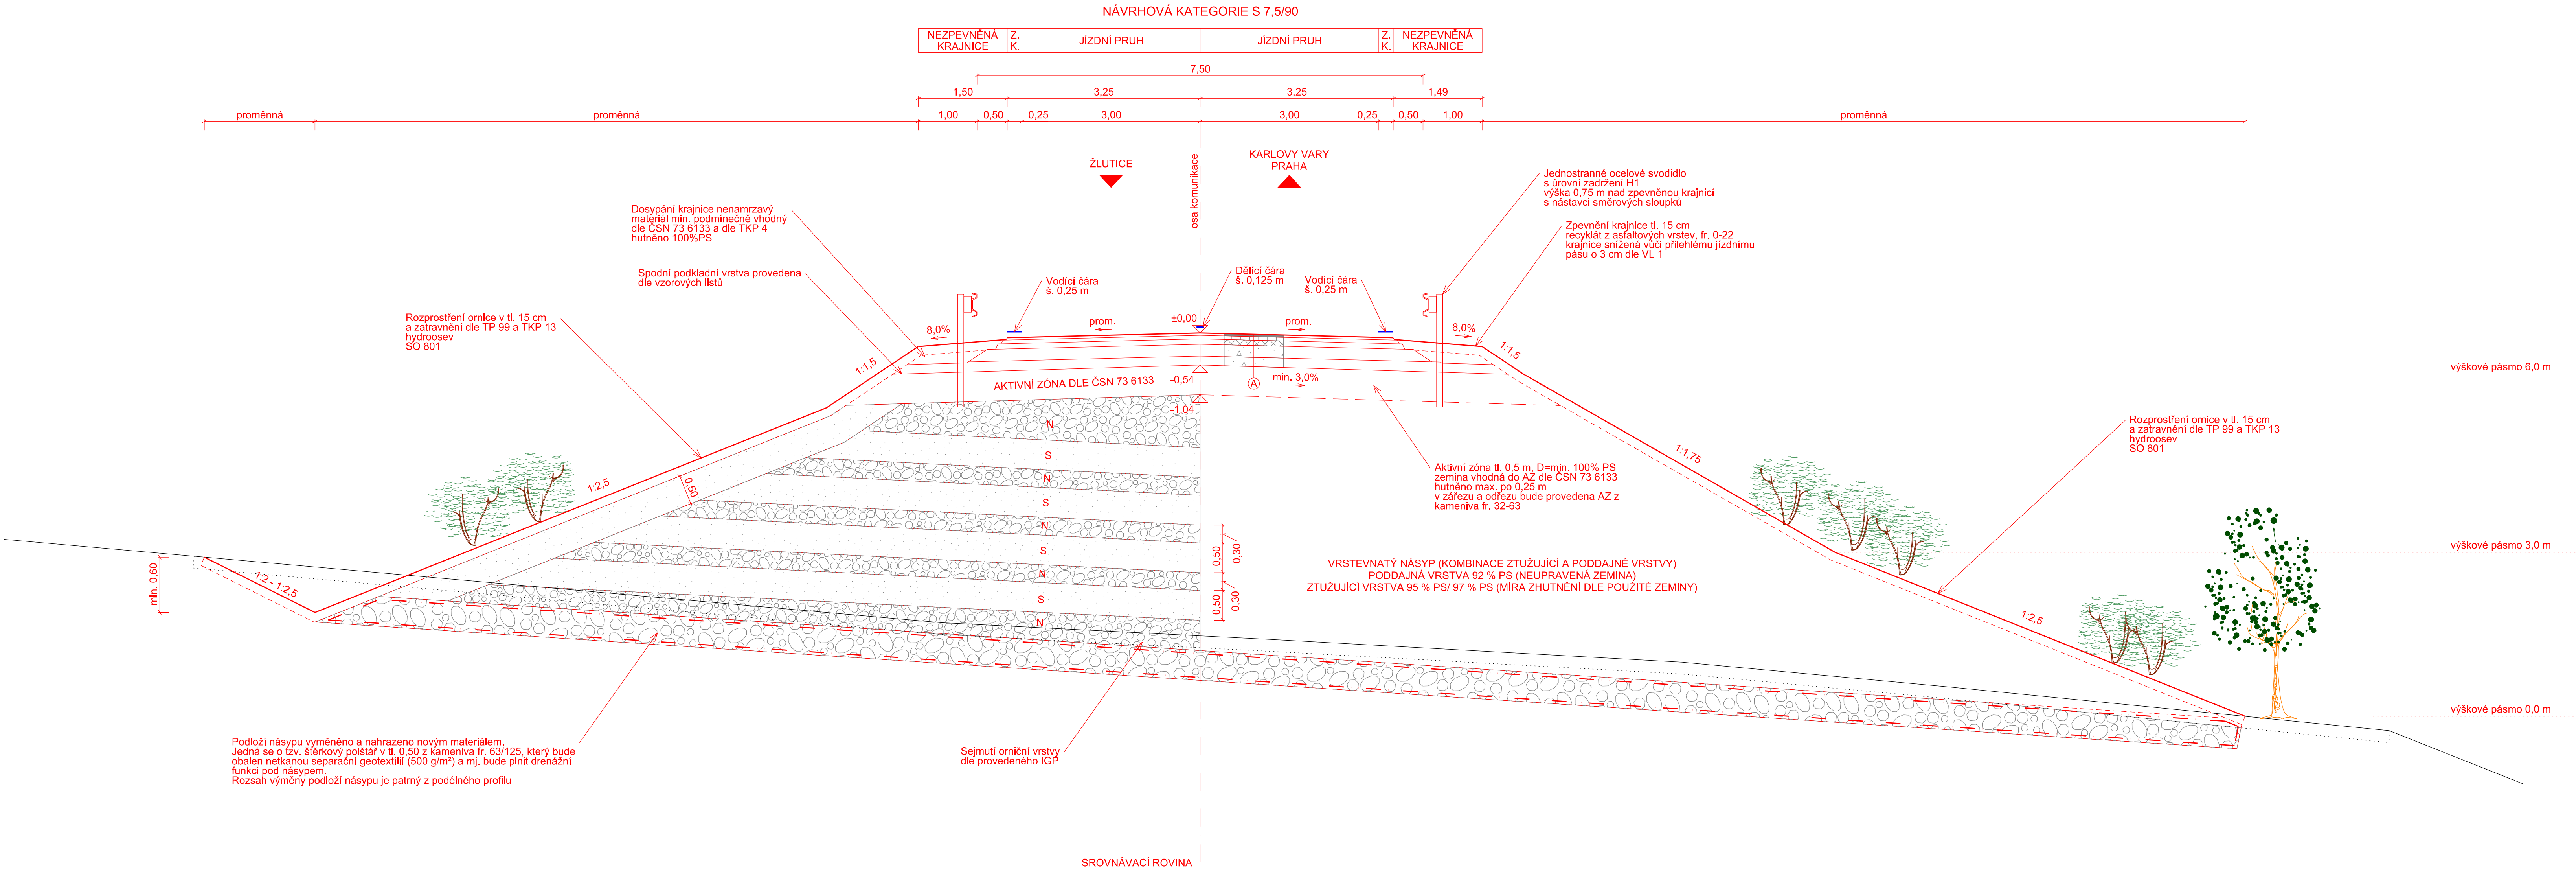 NÁVRHOVÁ KATEGORIE S 7,5/90
NEZPEVNĚNÁ
KRAJNICE
Z.
K.
JÍZDNÍ PRUH
JÍZDNÍ PRUH
Z.
K.
NEZPEVNĚNÁ
KRAJNICE
7,50
1,50
3,25
3,25
1,49
proměnná
proměnná
1,00
0,50
0,25
3,00
3,00
0,25
0,50
1,00
proměnná
ŽLUTICE
osa komunikace
KARLOVY VARY
PRAHA
Jednostranné ocelové svodidlo
s úrovní zadržení H1
výška 0,75 m nad zpevněnou krajnicí
s nástavci směrových sloupků
Dosypání krajnice nenamrzavý
materiál min. podmínečně vhodný
dle ČSN 73 6133 a dle TKP 4
hutněno 100%PS
Zpevnění krajnice tl. 15 cm
recyklát z asfaltových vrstev, fr. 0-22
krajnice snížená vůči přilehlému jízdnímu
pásu o 3 cm dle VL 1
Spodní podkladní vrstva provedena
dle vzorových listů
Vodící čára
š. 0,25 m
Dělící čára
š. 0,125 m
Vodící čára
š. 0,25 m
Rozprostření ornice v tl. 15 cm
a zatravnění dle TP 99 a TKP 13
hydroosev
SO 801
8,0%
prom.
±0,00
prom.
8,0%
1:1,5
1:1,5
výškové pásmo 6,0 m
AKTIVNÍ ZÓNA DLE ČSN 73 6133
-0,54
A
min. 3,0%
-1,04
N
S
N
S
N
S
N
S
N
Rozprostření ornice v tl. 15 cm
a zatravnění dle TP 99 a TKP 13
hydroosev
SO 801
1:1,75
Aktivní zóna tl. 0,5 m, D=min. 100% PS
zemina vhodná do AZ dle ČSN 73 6133
hutněno max. po 0,25 m
v zářezu a odřezu bude provedena AZ z
kameniva fr. 32-63
1:2,5
0,50
0,50
0,30
0,50
0,30
výškové pásmo 3,0 m
VRSTEVNATÝ NÁSYP (KOMBINACE ZTUŽUJÍCÍ A PODDAJNÉ VRSTVY)
PODDAJNÁ VRSTVA 92 % PS (NEUPRAVENÁ ZEMINA)
ZTUŽUJÍCÍ VRSTVA 95 % PS/ 97 % PS (MÍRA ZHUTNĚNÍ DLE POUŽITÉ ZEMINY)
min. 0,60
1:2 - 1:2,5
1:2,5
výškové pásmo 0,0 m
Podloží násypu vyměněno a nahrazeno novým materiálem.
Jedná se o tzv. štěrkový polštář v tl. 0,50 z kameniva fr. 63/125, který bude
obalen netkanou separační geotextílií (500 g/m²) a mj. bude plnit drenážní
funkci pod násypem.
Rozsah výměny podloží násypu je patrný z podélného profilu
Sejmutí orniční vrstvy
dle provedeného IGP
SROVNÁVACÍ ROVINA